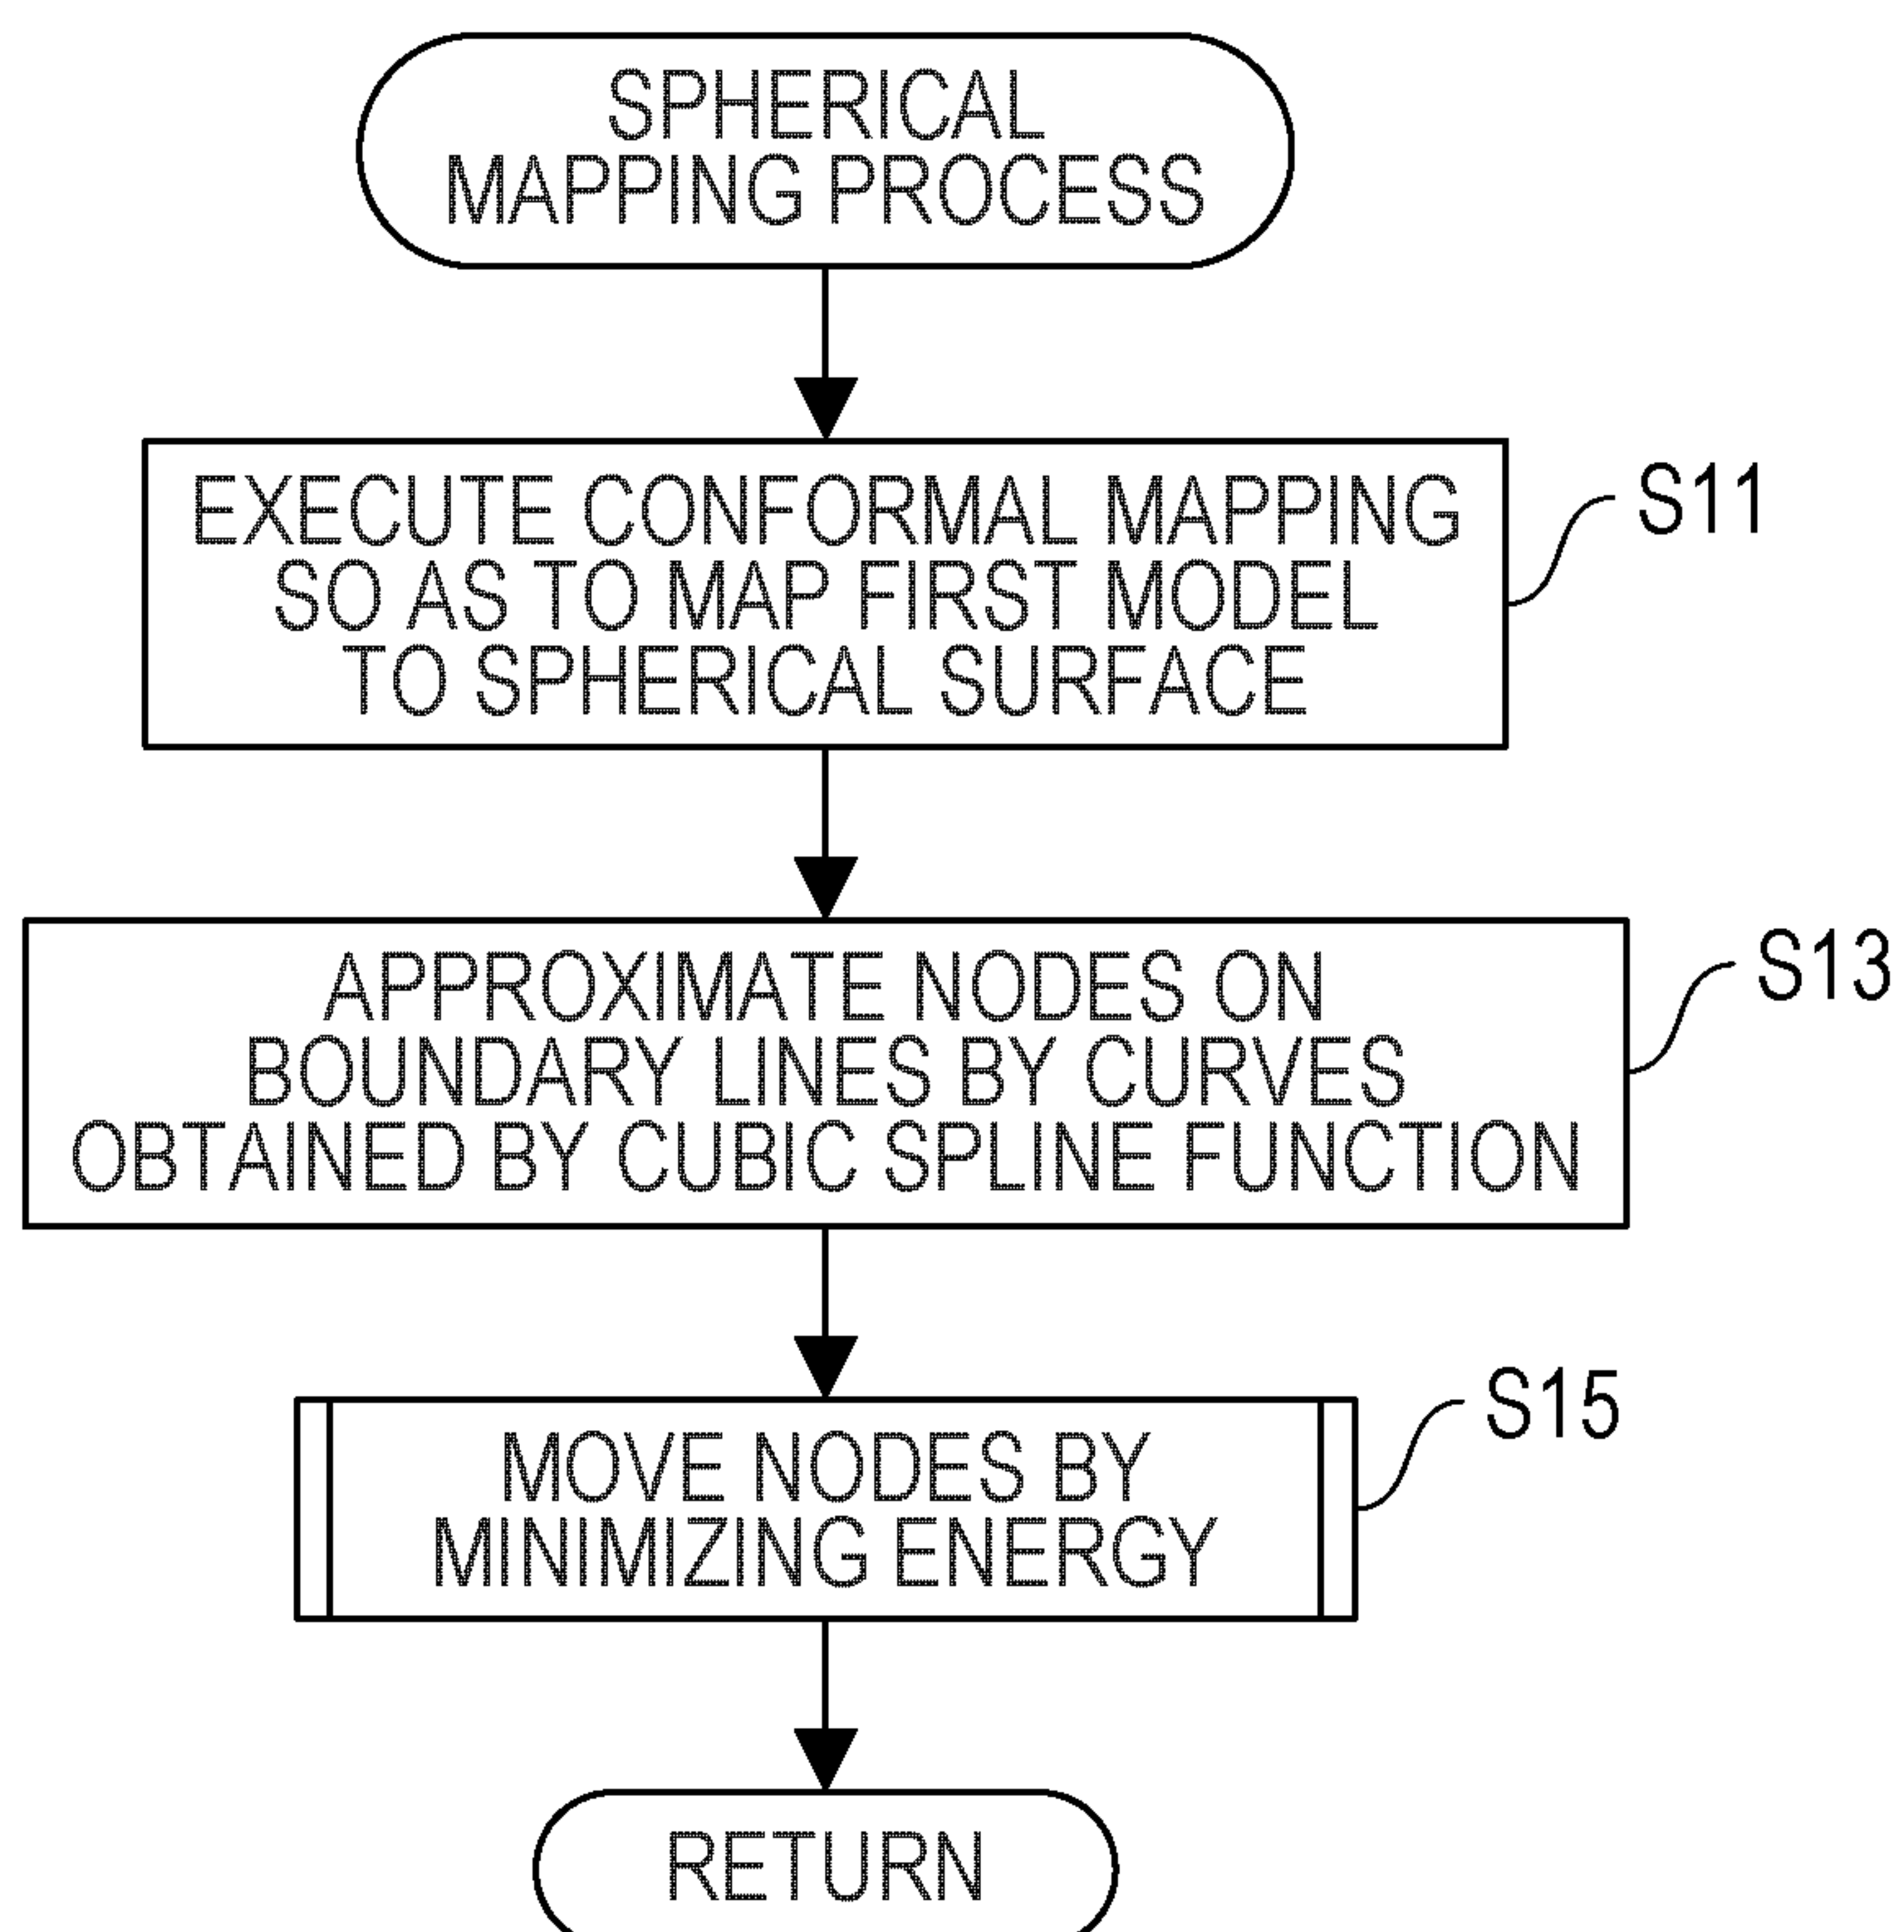 SPHERICAL
MAPPING PROCESS
EXECUTE CONFORMAL MAPPING
SO AS TO MAP FIRST MODEL
TO SPHERICAL SURFACE
S11
APPROXIMATE NODES ON
BOUNDARY LINES BY CURVES
OBTAINED BY CUBIC SPLINE FUNCTION
S13
MOVE NODES BY
MINIMIZING ENERGY
S15
RETURN